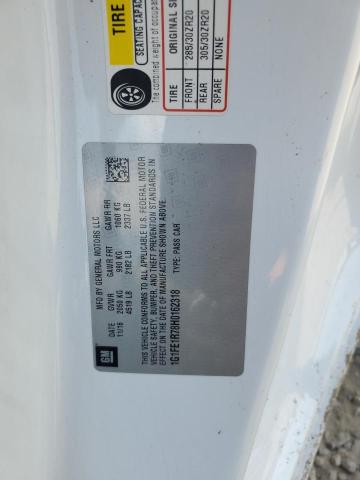 TIRE
SEATING CAPAC
The combined weight of occupa
TIRE ORIGINAL
FRONT 285/30ZR20
REAR 305/30ZR20
SPARE NONE
MFD BY GENERAL MOTORS LLC
DATE GVWR GAWR FRT GAWR RR
11/16 2050 KG 990 KG 1060 KG
4519 LB 2182 LB 2337 LB
GM
THIS VEHICLE CONFORMS TO ALL APPLICABLE U.S. FEDERAL MOTOR
VEHICLE SAFETY, BUMPER, AND THEFT PREVENTION STANDARDS IN
EFFECT ON THE DATE OF MANUFACTURE SHOWN ABOVE.
TYPE: PASS CAR
1G1FE1R78H0162318